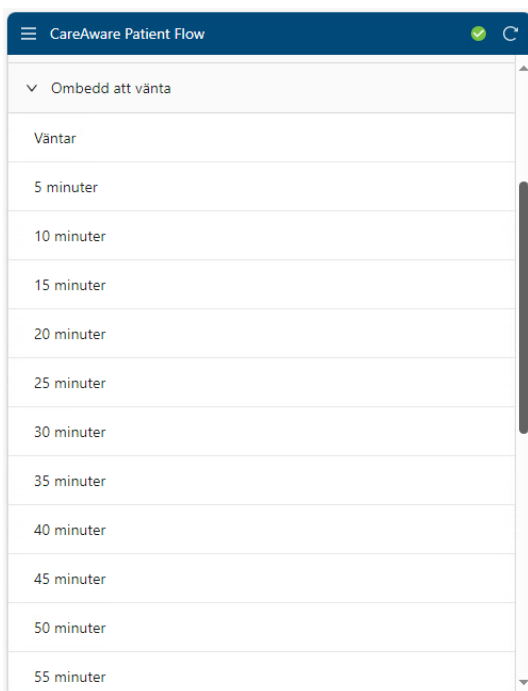 CareAware Patient Flow
Ombedd att vänta
Väntar
5 minuter
10 minuter
15 minuter
20 minuter
25 minuter
30 minuter
35 minuter
40 minuter
45 minuter
50 minuter
55 minuter